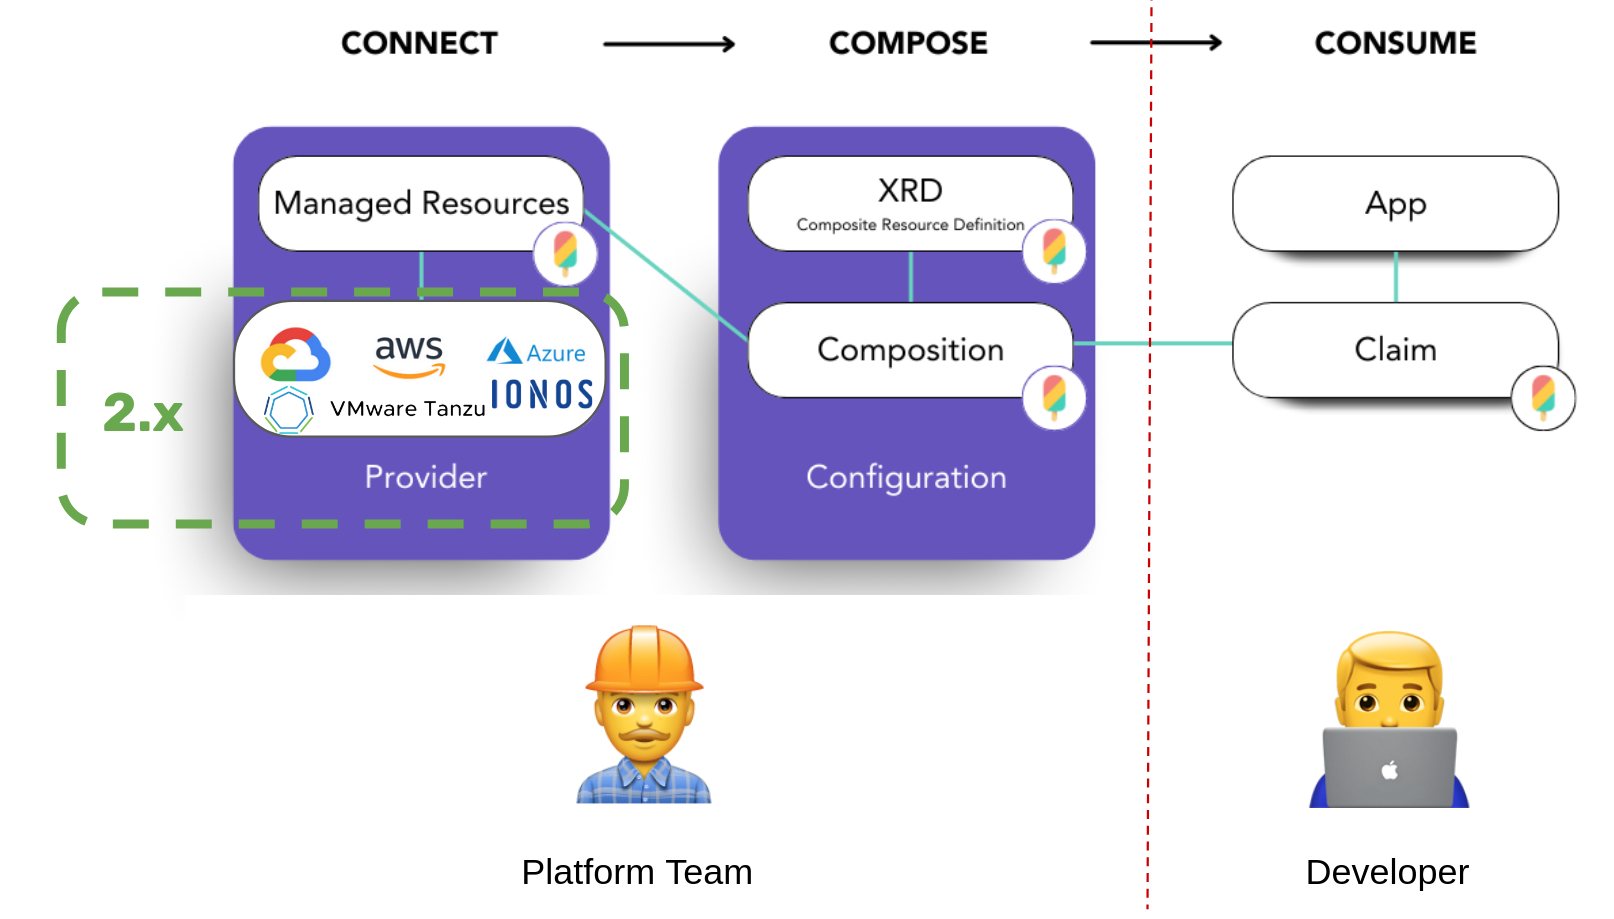 CONNECT
COMPOSE
CONSUME
Managed Resources
XRD
Composite Resource Definition
App
aws
Azure
IONOS
VMware Tanzu
2.x
Provider
Composition
Configuration
Claim
Platform Team
Developer